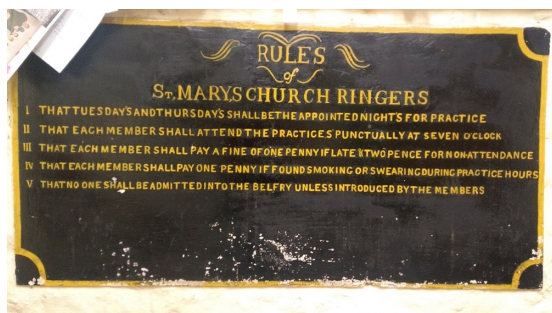 RULES
of
ST. MARYS CHURCH RINGERS
I THAT TUESDAYS AND THURSDAYS SHALL BE THE APPOINTED NIGHTS FOR PRACTICE
II THAT EACH MEMBER SHALL ATTEND THE PRACTICES PUNCTUALLY AT SEVEN O'CLOCK
III THAT EACH MEMBER SHALL PAY A FINE OF ONE PENNY IF LATE & TWO PENCE FOR NON ATTENDANCE
IV THAT EACH MEMBER SHALL PAY ONE PENNY IF FOUND SMOKING OR SWEARING DURING PRACTICE HOURS
V THAT NO ONE SHALL BE ADMITTED INTO THE BELFRY UNLESS INTRODUCED BY THE MEMBERS